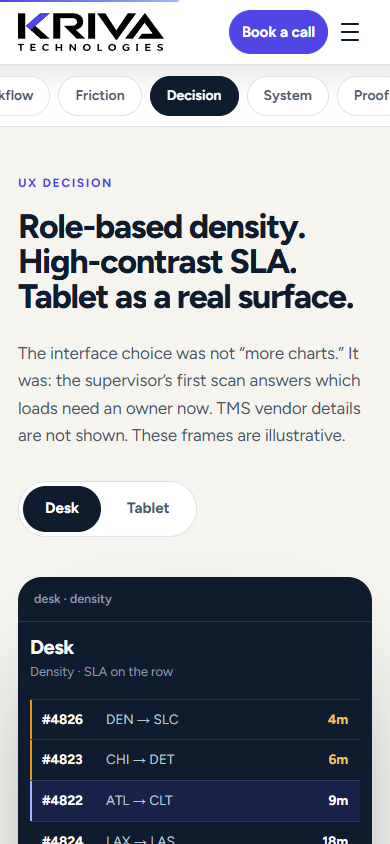 KRIVA
TECHNOLOGIES
Book a call
kflow
Friction
Decision
System
Proof
UX DECISION
Role-based density.
High-contrast SLA.
Tablet as a real surface.
The interface choice was not “more charts.” It
was: the supervisor’s first scan answers which
loads need an owner now. TMS vendor details
are not shown. These frames are illustrative.
Desk
Tablet
desk · density
Desk
Density · SLA on the row
#4826 DEN → SLC 4m
#4823 CHI → DET 6m
#4822 ATL → CLT 9m
#4824 LAX → LAS 18m